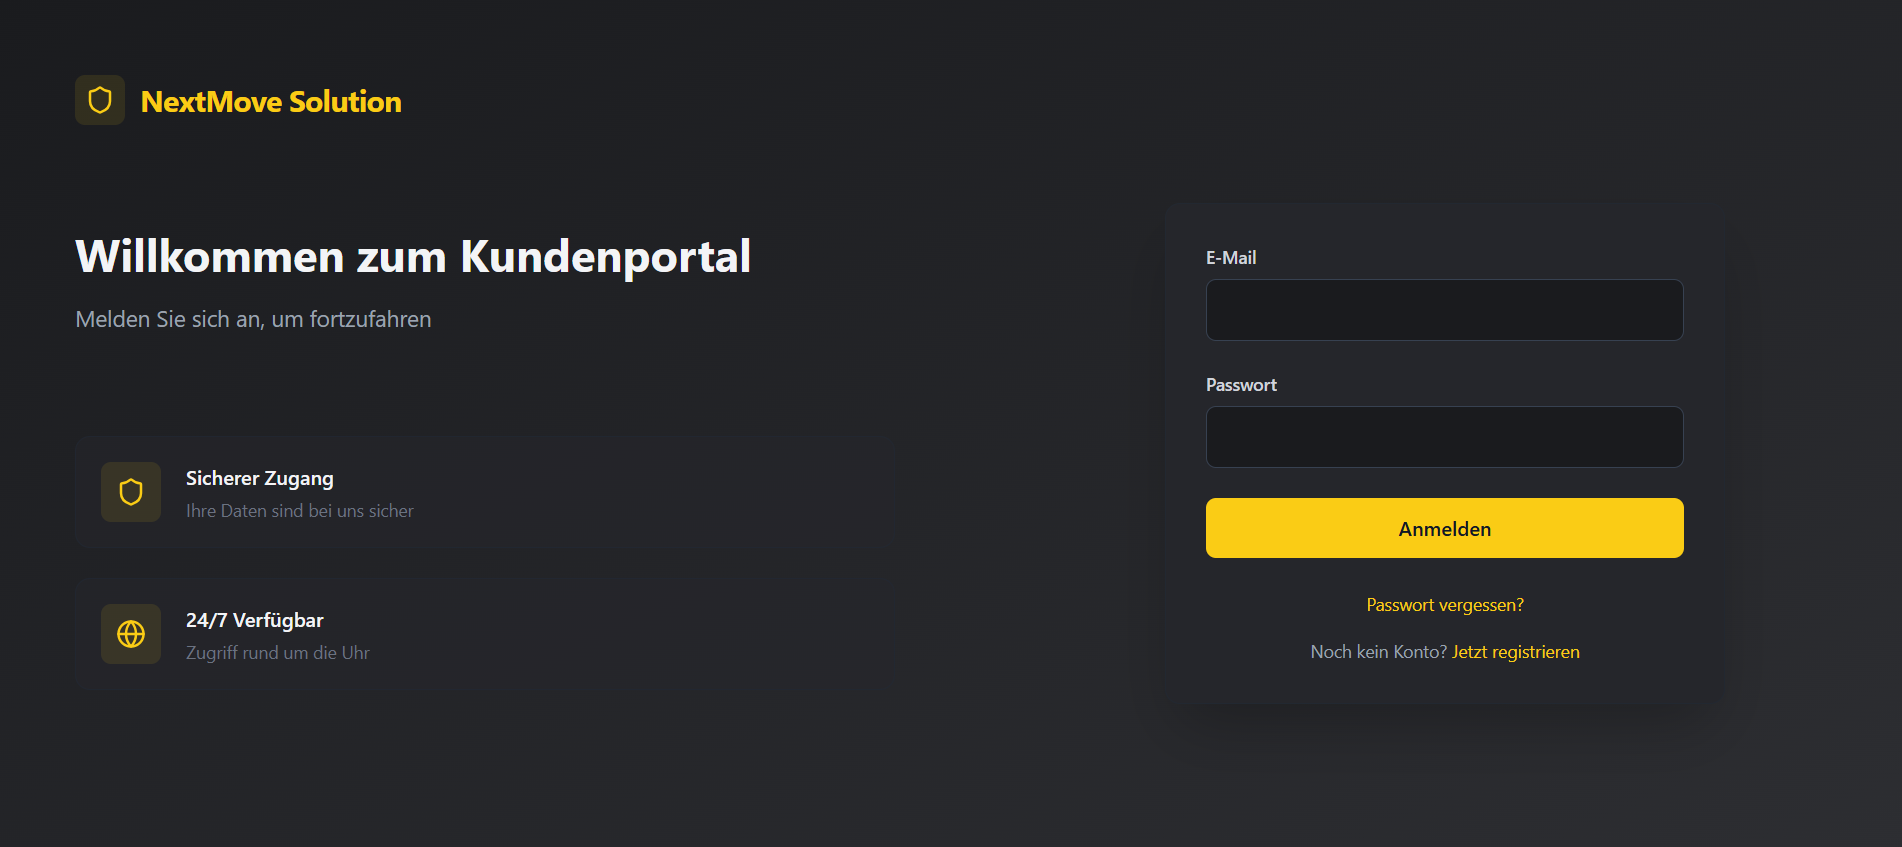 NextMove Solution
Willkommen zum Kundenportal
Melden Sie sich an, um fortzufahren
Sicherer Zugang
Ihre Daten sind bei uns sicher
24/7 Verfügbar
Zugriff rund um die Uhr
E-Mail
Passwort
Anmelden
Passwort vergessen?
Noch kein Konto? Jetzt registrieren